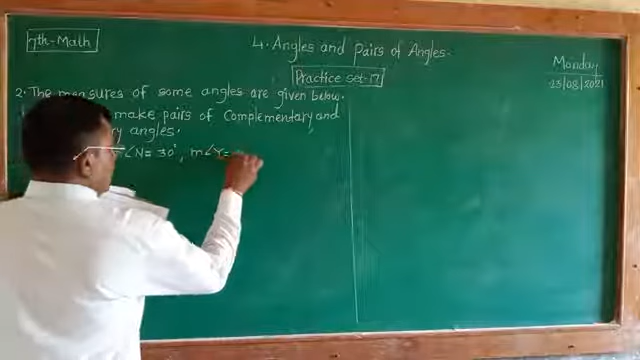 7th-Math
4. Angles and Pairs of Angles.
Monday
23/08/2021
Practice set-17
2. The measures of some angles are given below.
make pairs of Complementary and
angles.
m∠N= 30°, m∠Y=